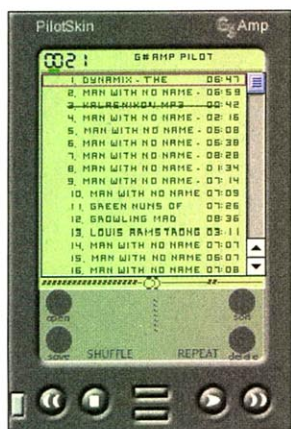 PilotSkin G2 Amp
0021 G#AMP PILOT
1. DYNAMIX - THE 06:47
2. MAN WITH NO NAME - 06:59
3. KALASNIKOV.MP3 00:42
4. MAN WITH NO NAME - 02:16
5. MAN WITH NO NAME - 06:08
6. MAN WITH NO NAME - 06:38
7. MAN WITH NO NAME - 08:28
8. MAN WITH NO NAME - 01:34
9. MAN WITH NO NAME - 07:14
10. MAN WITH NO NAME 07:09
11. GREEN NUNS OF 07:26
12. GROWLING MAD 08:36
13. LOUIS ARMSTRONG 03:11
14. MAN WITH NO NAME 07:07
15. MAN WITH NO NAME 06:07
16. MAN WITH NO NAME 07:08
open sort
save SHUFFLE REPEAT delete